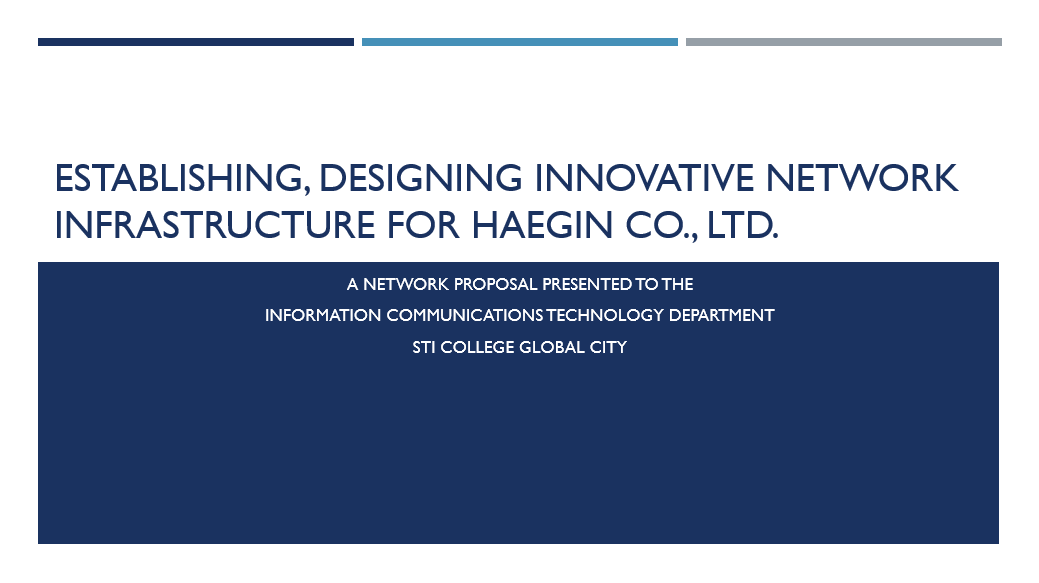 ESTABLISHING, DESIGNING INNOVATIVE NETWORK
INFRASTRUCTURE FOR HAEGIN CO., LTD.
A NETWORK PROPOSAL PRESENTED TO THE
INFORMATION COMMUNICATIONS TECHNOLOGY DEPARTMENT
STI COLLEGE GLOBAL CITY